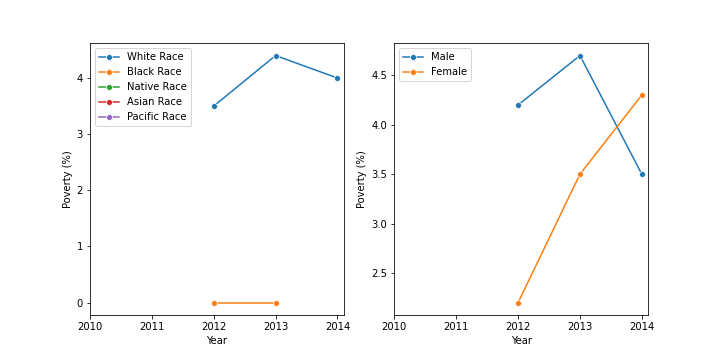 White Race
Black Race
Native Race
Asian Race
Pacific Race
4
3
2
1
0
Poverty (%)
2010 2011 2012 2013 2014
Year
Male
Female
4.5
4.0
3.5
3.0
2.5
Poverty (%)
2010 2011 2012 2013 2014
Year